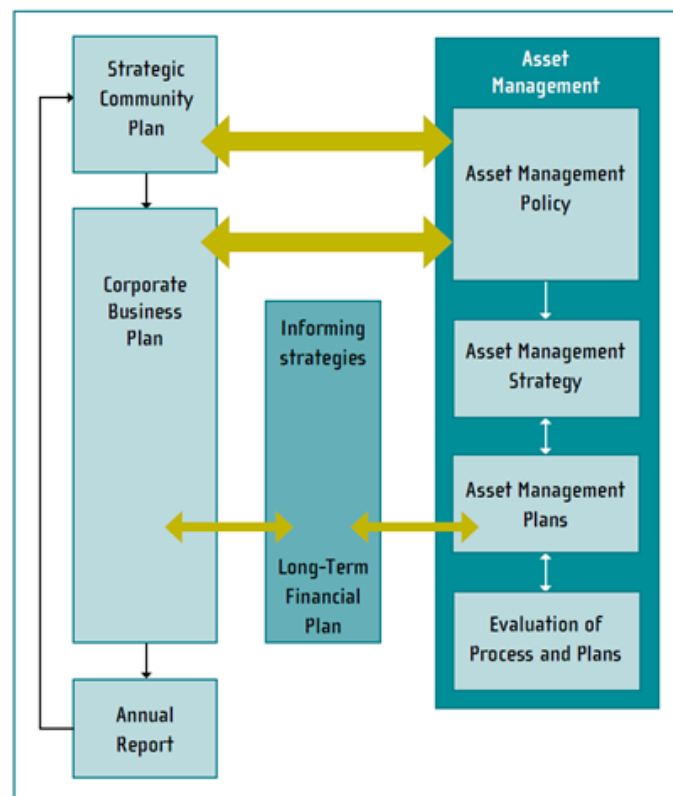 Strategic
Community
Plan
Corporate
Business
Plan
Annual
Report
Informing
strategies
Long-Term
Financial
Plan
Asset
Management
Asset Management
Policy
Asset Management
Strategy
Asset Management
Plans
Evaluation of
Process and Plans